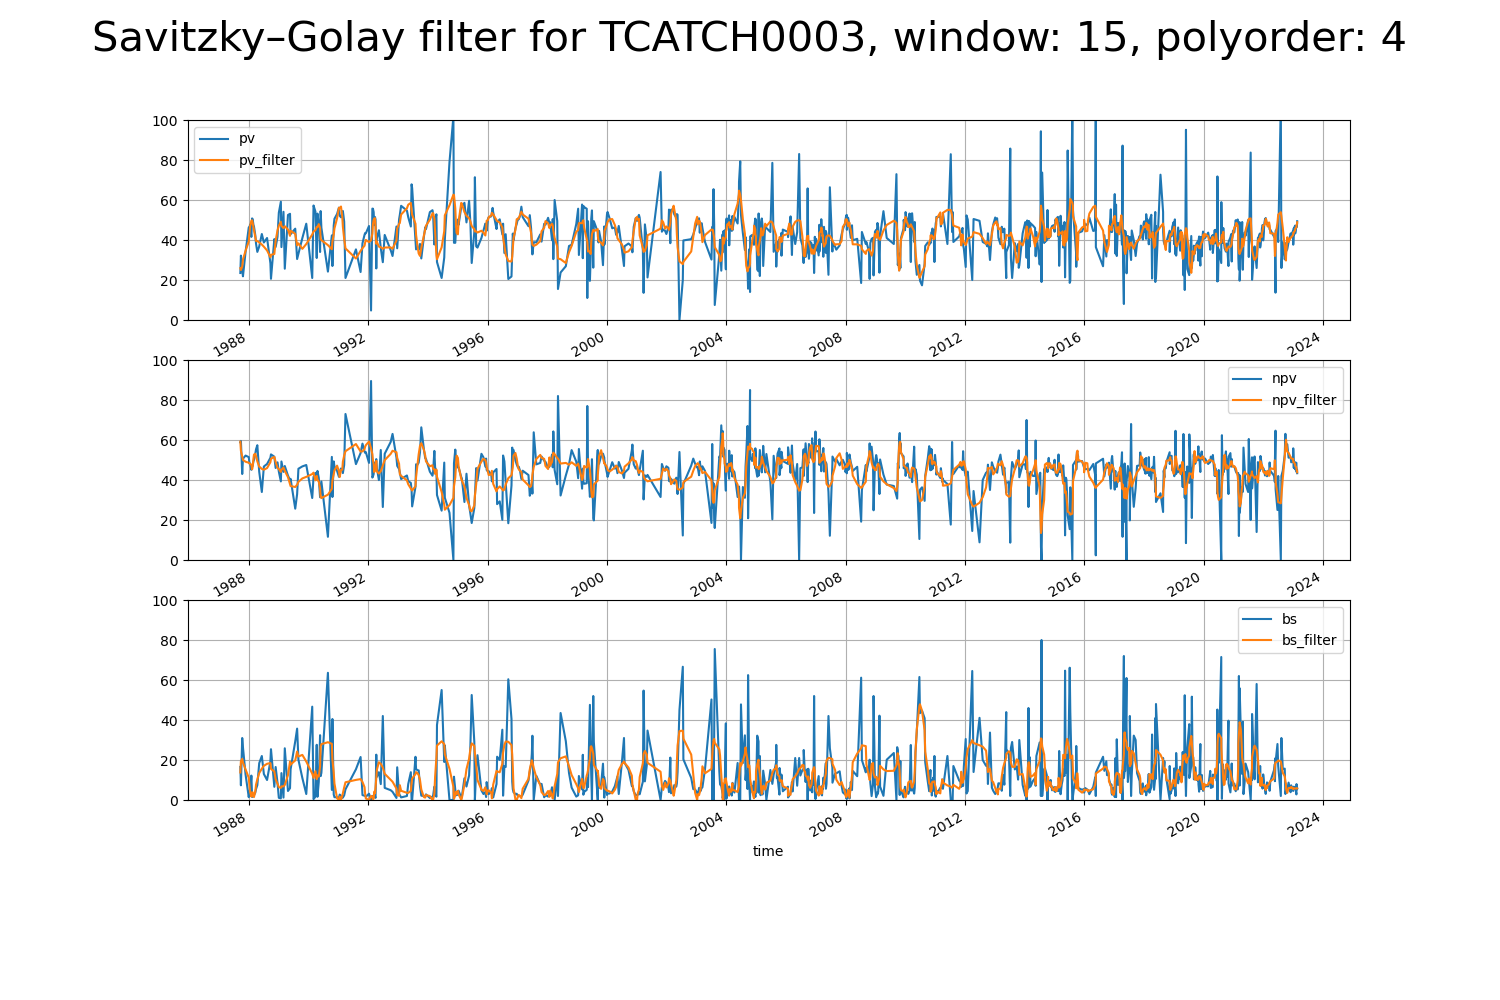 Savitzky–Golay filter for TCATCH0003, window: 15, polyorder: 4
100
80
60
40
20
0
pv
pv_filter
1988 1992 1996 2000 2004 2008 2012 2016 2020 2024
100
80
60
40
20
0
npv
npv_filter
1988 1992 1996 2000 2004 2008 2012 2016 2020 2024
100
80
60
40
20
0
bs
bs_filter
1988 1992 1996 2000 2004 2008 2012 2016 2020 2024
time